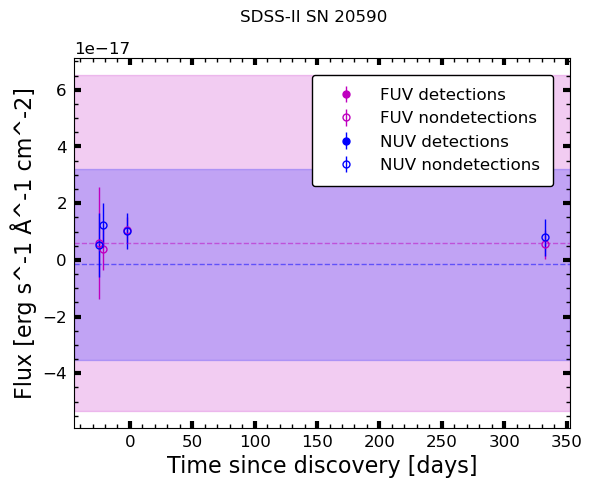 SDSS-II SN 20590
1e−17
Flux [erg s^-1 Å^-1 cm^-2]
6
4
2
0
−2
−4
FUV detections
FUV nondetections
NUV detections
NUV nondetections
0 50 100 150 200 250 300 350
Time since discovery [days]